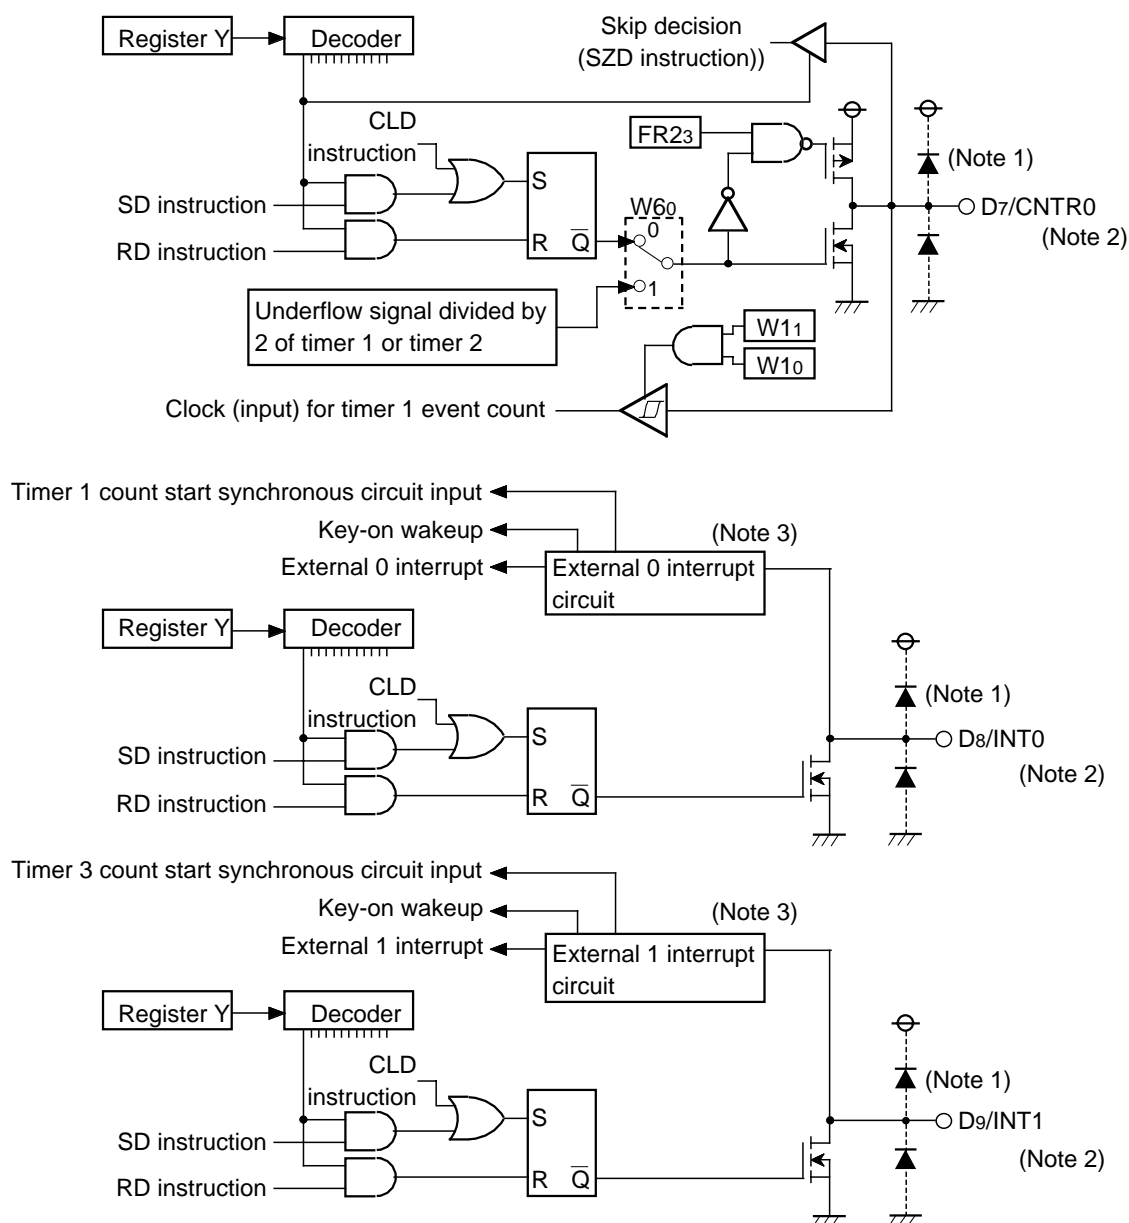 Register Y
Decoder
Skip decision
(SZD instruction))
CLD
instruction
FR23
(Note 1)
S
SD instruction
W60
0
D7/CNTR0
(Note 2)
RD instruction
R Q
1
Underflow signal divided by
2 of timer 1 or timer 2
W11
W10
Clock (input) for timer 1 event count
Timer 1 count start synchronous circuit input
Key-on wakeup
(Note 3)
External 0 interrupt
External 0 interrupt
circuit
Register Y
Decoder
CLD
instruction
(Note 1)
S
SD instruction
D8/INT0
(Note 2)
RD instruction
R Q
Timer 3 count start synchronous circuit input
Key-on wakeup
(Note 3)
External 1 interrupt
External 1 interrupt
circuit
Register Y
Decoder
CLD
instruction
(Note 1)
S
SD instruction
D9/INT1
(Note 2)
RD instruction
R Q